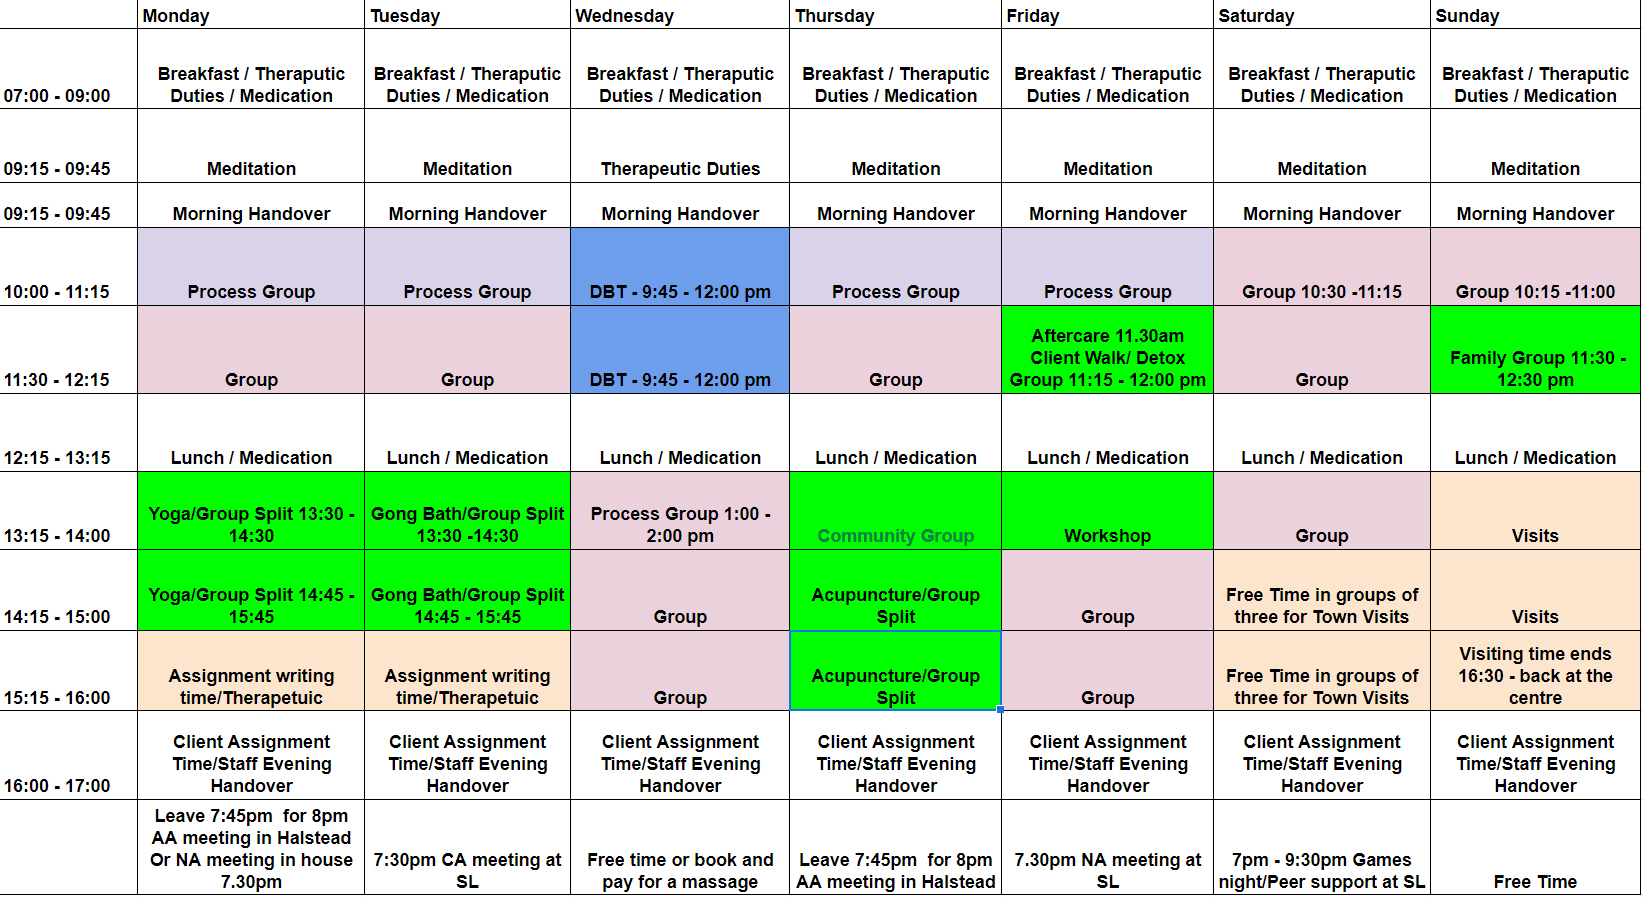 Monday Tuesday Wednesday Thursday Friday Saturday Sunday
07:00 - 09:00
Breakfast / Theraputic
Duties / Medication
Breakfast / Theraputic
Duties / Medication
Breakfast / Theraputic
Duties / Medication
Breakfast / Theraputic
Duties / Medication
Breakfast / Theraputic
Duties / Medication
Breakfast / Theraputic
Duties / Medication
Breakfast / Theraputic
Duties / Medication
09:15 - 09:45
Meditation
Meditation
Therapeutic Duties
Meditation
Meditation
Meditation
Meditation
09:15 - 09:45
Morning Handover
Morning Handover
Morning Handover
Morning Handover
Morning Handover
Morning Handover
Morning Handover
10:00 - 11:15
Process Group
Process Group
DBT - 9:45 - 12:00 pm
Process Group
Process Group
Group 10:30 -11:15
Group 10:15 -11:00
11:30 - 12:15
Group
Group
DBT - 9:45 - 12:00 pm
Group
Aftercare 11.30am
Client Walk/ Detox
Group 11:15 - 12:00 pm
Group
Family Group 11:30 -
12:30 pm
12:15 - 13:15
Lunch / Medication
Lunch / Medication
Lunch / Medication
Lunch / Medication
Lunch / Medication
Lunch / Medication
Lunch / Medication
13:15 - 14:00
Yoga/Group Split 13:30 -
14:30
Gong Bath/Group Split
13:30 -14:30
Process Group 1:00 -
2:00 pm
Community Group
Workshop
Group
Visits
14:15 - 15:00
Yoga/Group Split 14:45 -
15:45
Gong Bath/Group Split
14:45 - 15:45
Group
Acupuncture/Group
Split
Group
Free Time in groups of
three for Town Visits
Visits
15:15 - 16:00
Assignment writing
time/Therapetuic
Assignment writing
time/Therapetuic
Group
Acupuncture/Group
Split
Group
Free Time in groups of
three for Town Visits
Visiting time ends
16:30 - back at the
centre
16:00 - 17:00
Client Assignment
Time/Staff Evening
Handover
Client Assignment
Time/Staff Evening
Handover
Client Assignment
Time/Staff Evening
Handover
Client Assignment
Time/Staff Evening
Handover
Client Assignment
Time/Staff Evening
Handover
Client Assignment
Time/Staff Evening
Handover
Client Assignment
Time/Staff Evening
Handover
Leave 7:45pm for 8pm
AA meeting in Halstead
Or NA meeting in house
7.30pm
7:30pm CA meeting at
SL
Free time or book and
pay for a massage
Leave 7:45pm for 8pm
AA meeting in Halstead
7.30pm NA meeting at
SL
7pm - 9:30pm Games
night/Peer support at SL
Free Time